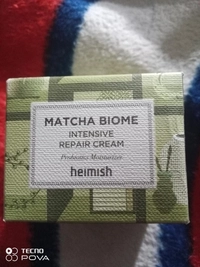 MATCHA BIOME
INTENSIVE
REPAIR CREAM
Probiotics Moisturizer
heimish
TECNO
POVA